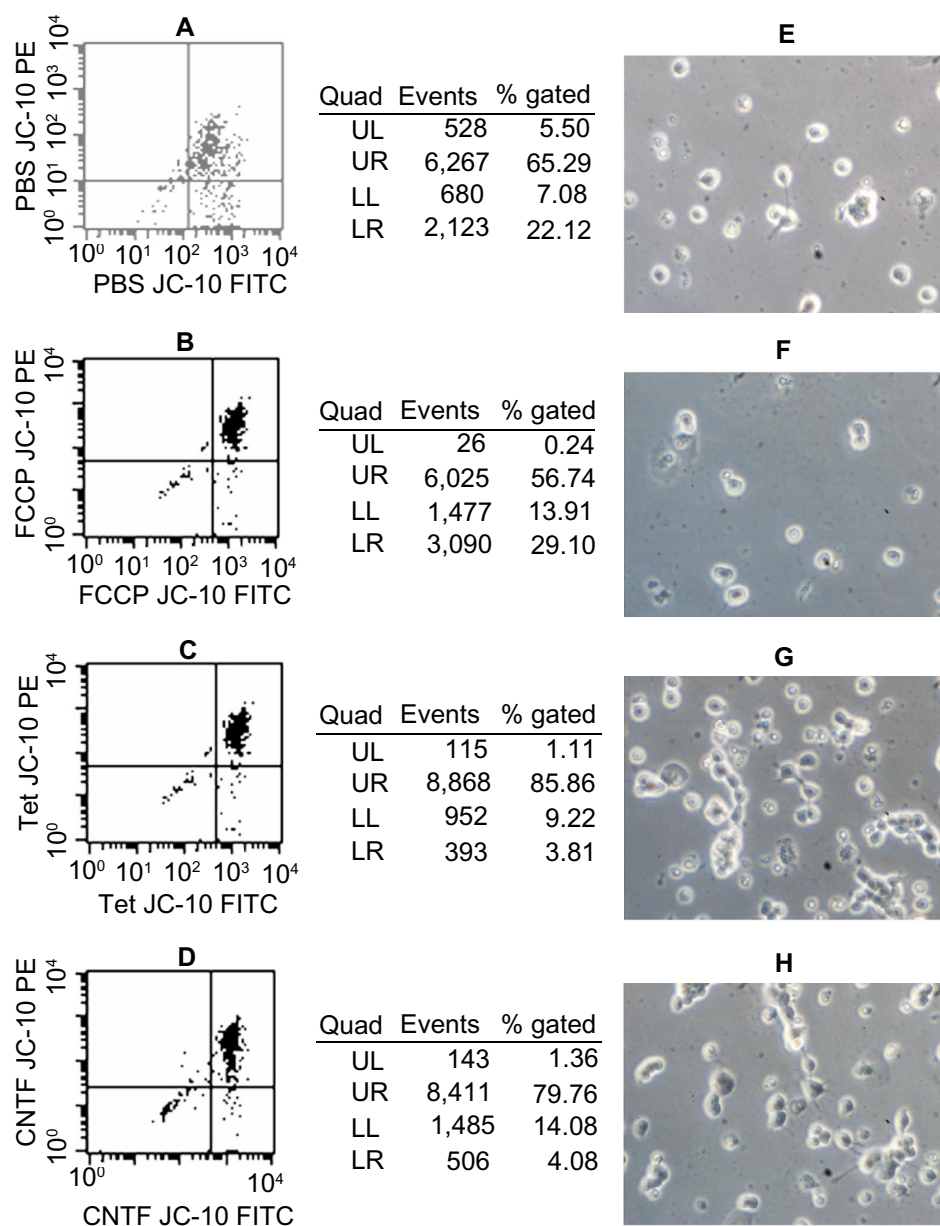 A
PBS JC-10 PE
10⁴
10³
10²
10¹
10⁰
10⁰ 10¹ 10² 10³ 10⁴
PBS JC-10 FITC
Quad Events % gated
UL 528 5.50
UR 6,267 65.29
LL 680 7.08
LR 2,123 22.12
E
B
FCCP JC-10 PE
10⁴
10⁰
10⁰ 10¹ 10² 10³ 10⁴
FCCP JC-10 FITC
Quad Events % gated
UL 26 0.24
UR 6,025 56.74
LL 1,477 13.91
LR 3,090 29.10
F
C
Tet JC-10 PE
10⁴
10⁰
10⁰ 10¹ 10² 10³ 10⁴
Tet JC-10 FITC
Quad Events % gated
UL 115 1.11
UR 8,868 85.86
LL 952 9.22
LR 393 3.81
G
D
CNTF JC-10 PE
10⁴
10⁰
10⁰ 10⁴
CNTF JC-10 FITC
Quad Events % gated
UL 143 1.36
UR 8,411 79.76
LL 1,485 14.08
LR 506 4.08
H